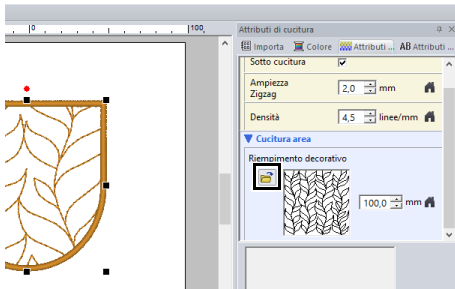 0
100
Attributi di cucitura
Importa Colore Attributi ... AB Attributi ...
Sotto cucitura
Ampiezza
Zigzag
2,0 mm
Densità
4,5 linee/mm
Cucitura area
Riempimento decorativo
100,0 mm